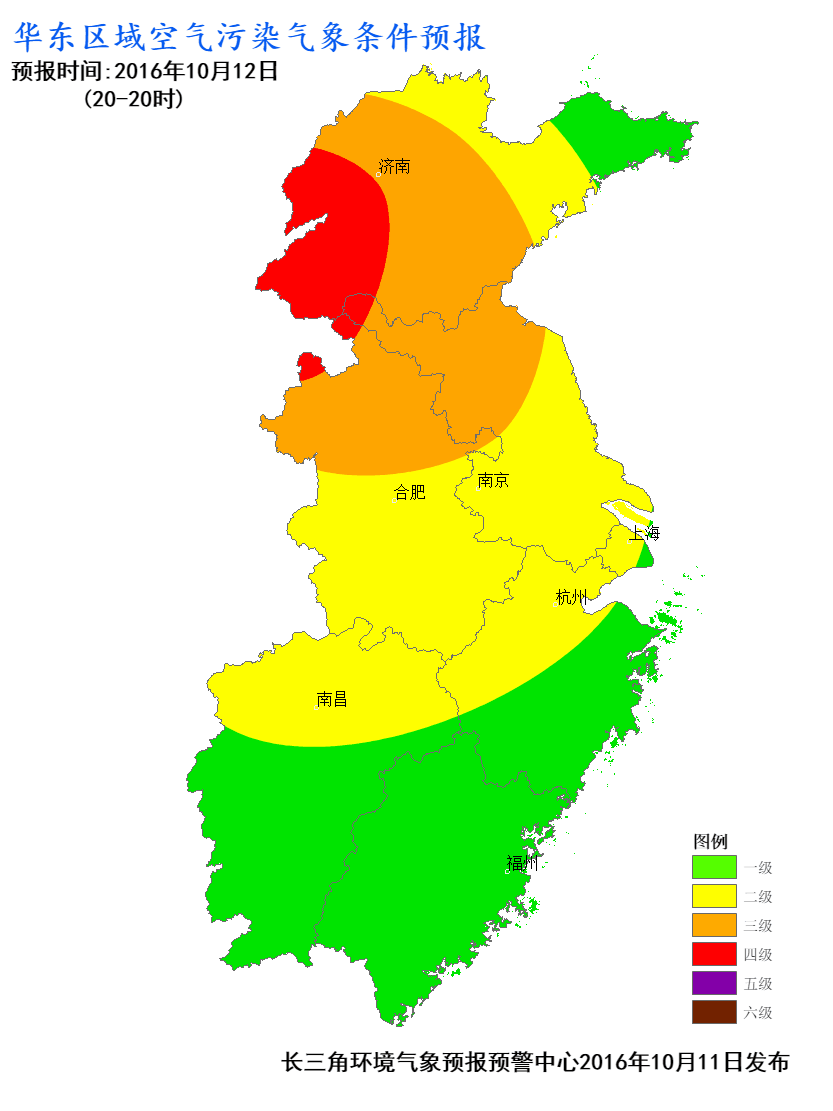 华东区域空气污染气象条件预报
预报时间:2016年10月12日
(20-20时)
济南
南京
合肥
上海
杭州
南昌
福州
图例
一级
二级
三级
四级
五级
六级
长三角环境气象预报预警中心2016年10月11日发布